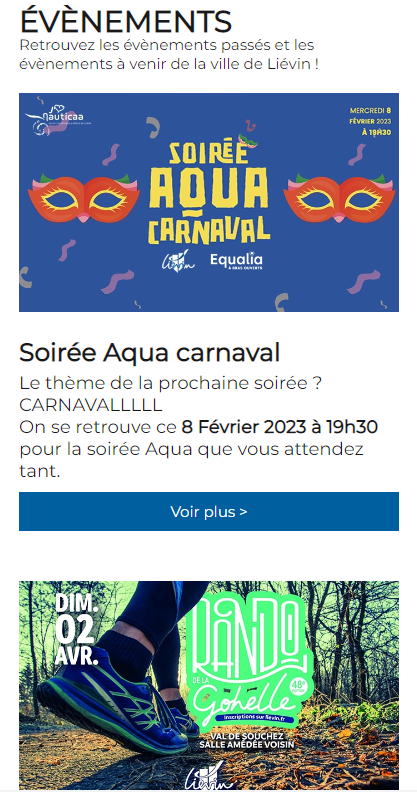 ÉVÈNEMENTS
Retrouvez les évènements passés et les
évènements à venir de la ville de Liévin !
nauticaa
MERCREDI 8
FÉVRIER 2023
À 19H30
SOIRÉE
AQUA
CARNAVAL
Liévin
Equalia
À BRAS OUVERTS
Soirée Aqua carnaval
Le thème de la prochaine soirée ?
CARNAVALLLLL
On se retrouve ce 8 Février 2023 à 19h30
pour la soirée Aqua que vous attendez
tant.
Voir plus >
DIM.
02
AVR.
RANDO
DE LA
Gohelle
48e
inscriptions sur lievin.fr
VAL DE SOUCHEZ
SALLE AMÉDÉE VOISIN
Liévin